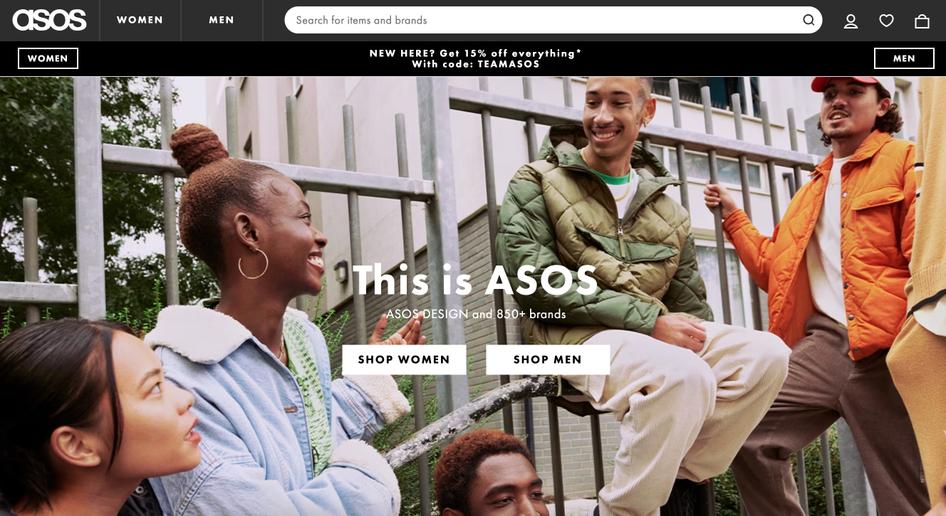 asos
WOMEN
MEN
Search for items and brands
WOMEN
NEW HERE? Get 15% off everything*
With code: TEAMASOS
MEN
This is ASOS
ASOS DESIGN and 850+ brands
SHOP WOMEN
SHOP MEN